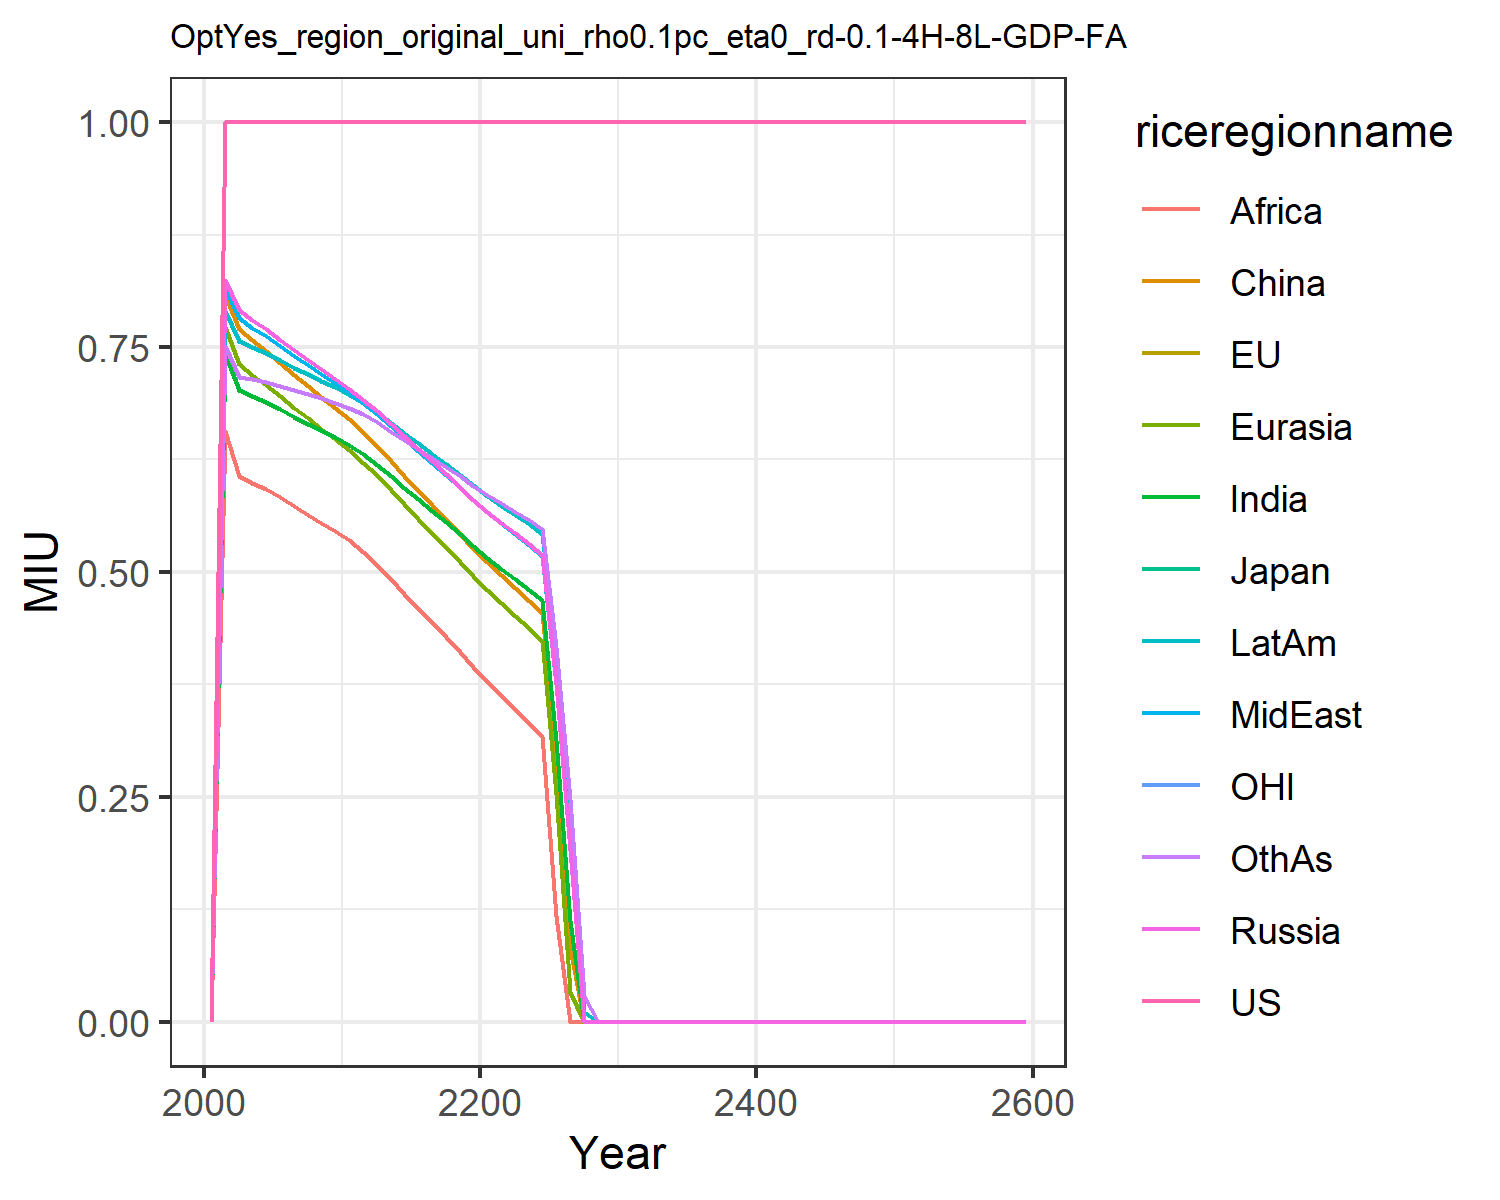 OptYes_region_original_uni_rho0.1pc_eta0_rd-0.1-4H-8L-GDP-FA
1.00
0.75
0.50
0.25
0.00
MIU
2000 2200 2400 2600
Year
riceregionname
Africa
China
EU
Eurasia
India
Japan
LatAm
MidEast
OHI
OthAs
Russia
US